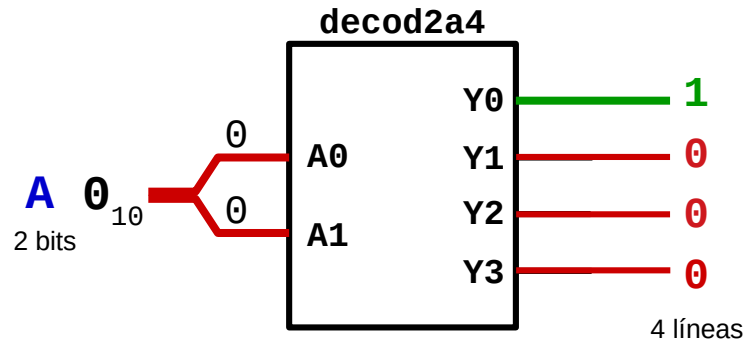 decod2a4
Y0 1
0
A0 Y1 0
A 0 10
0
Y2 0
2 bits
A1
Y3 0
4 líneas